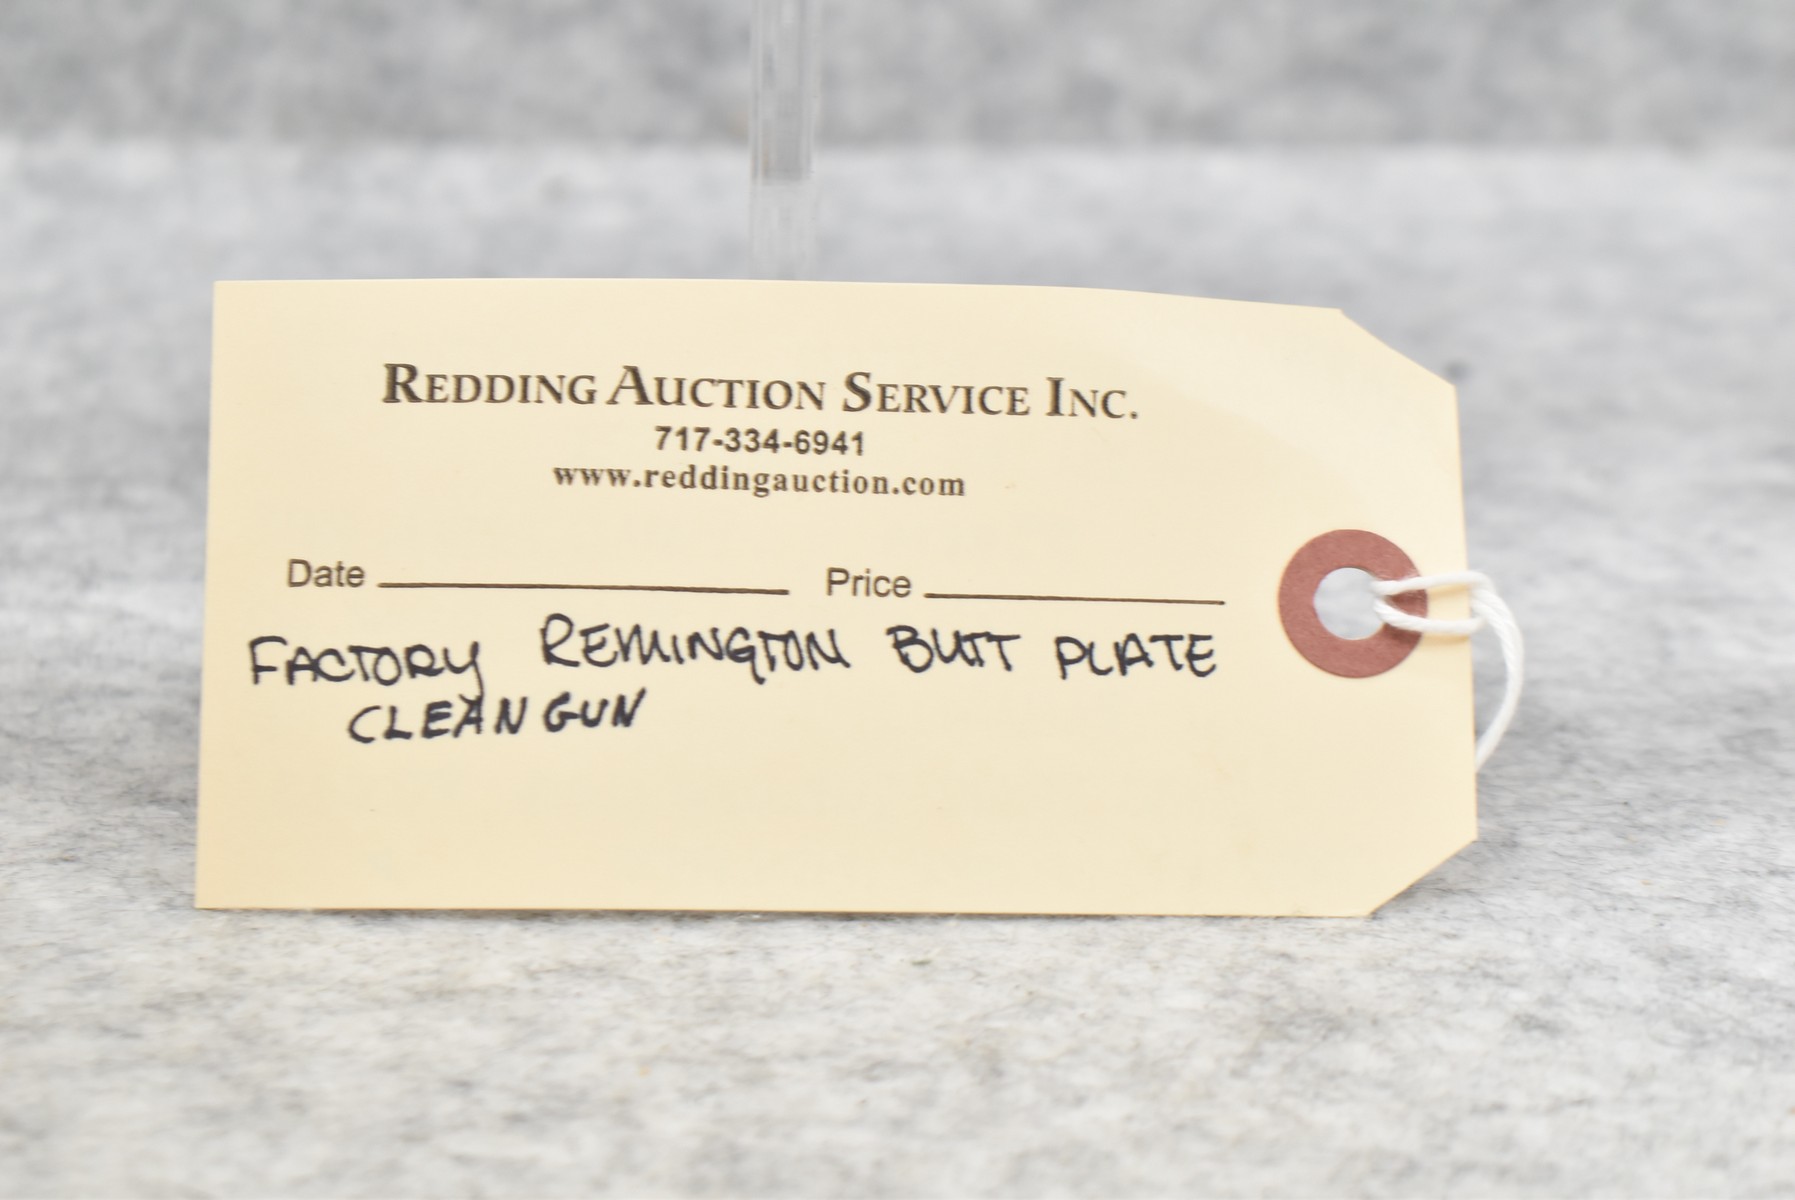 REDDING AUCTION SERVICE INC.
717-334-6941
www.reddingauction.com
Date Price
FACTORY REMINGTON BUTT PLATE
CLEAN GUN